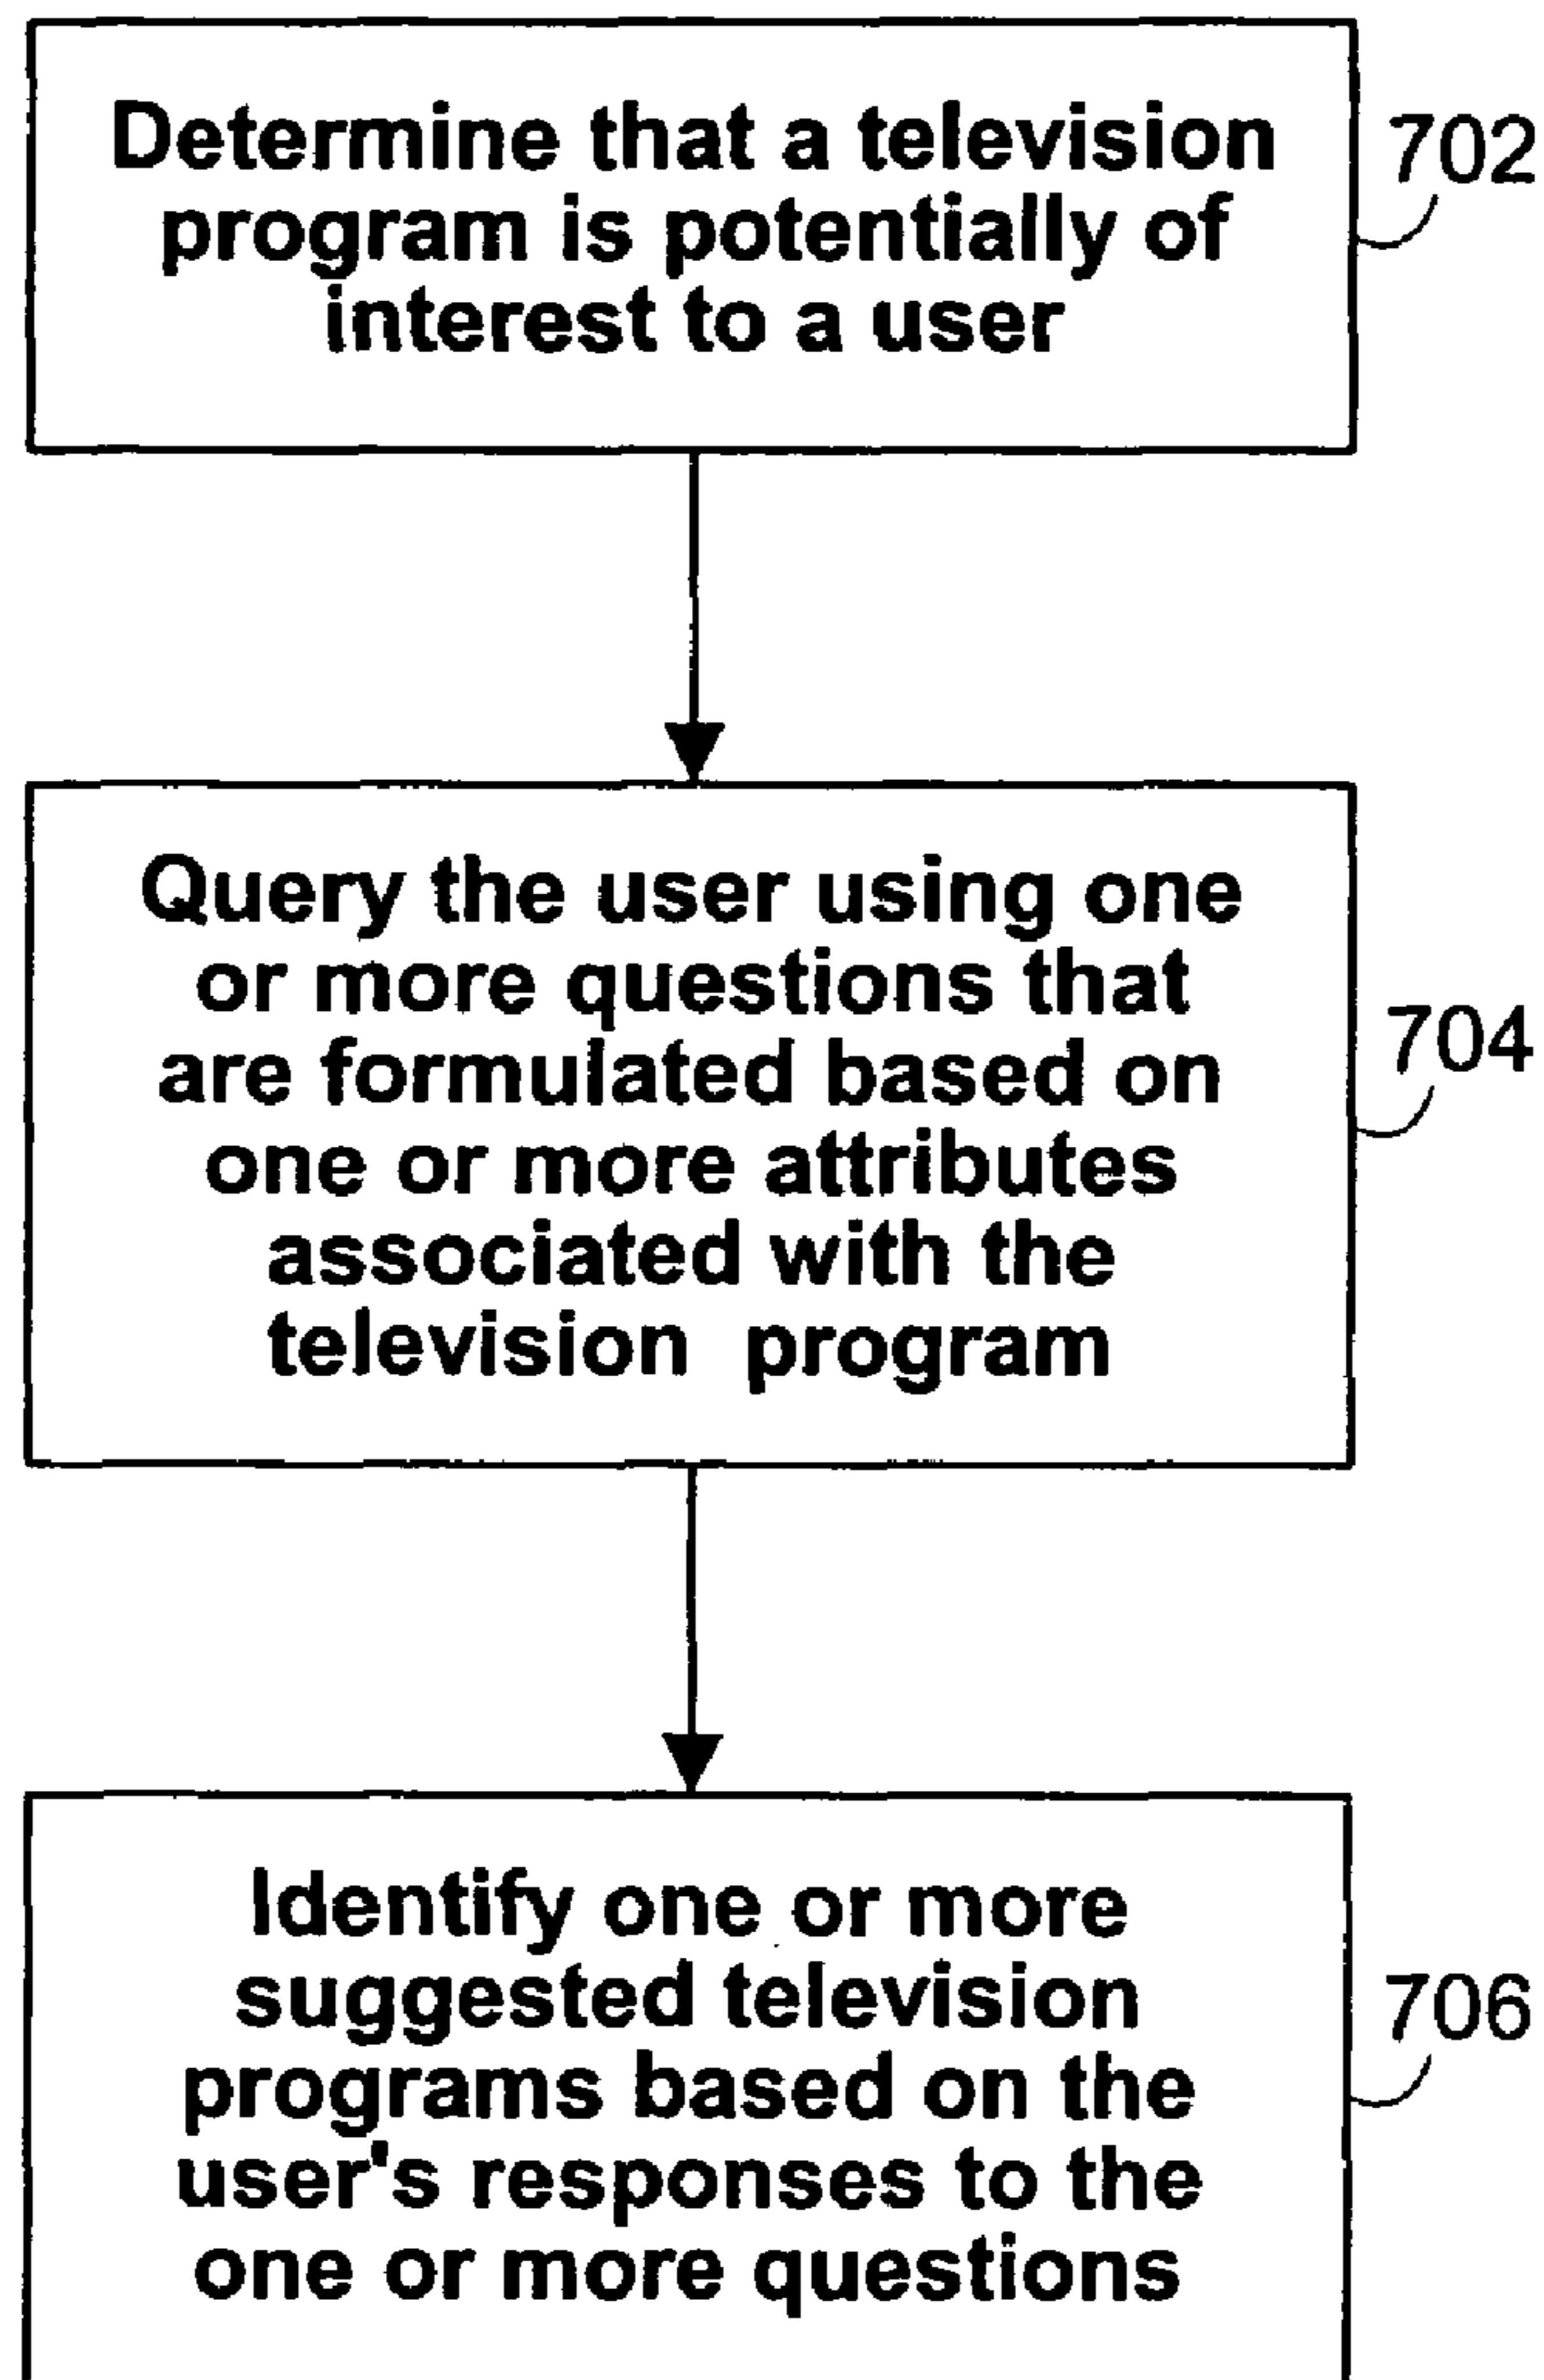 Determine that a television
program is potentially of
interest to a user
702
Query the user using one
or more questions that
are formulated based on
one or more attributes
associated with the
television program
704
Identify one or more
suggested television
programs based on the
user's responses to the
one or more questions
706